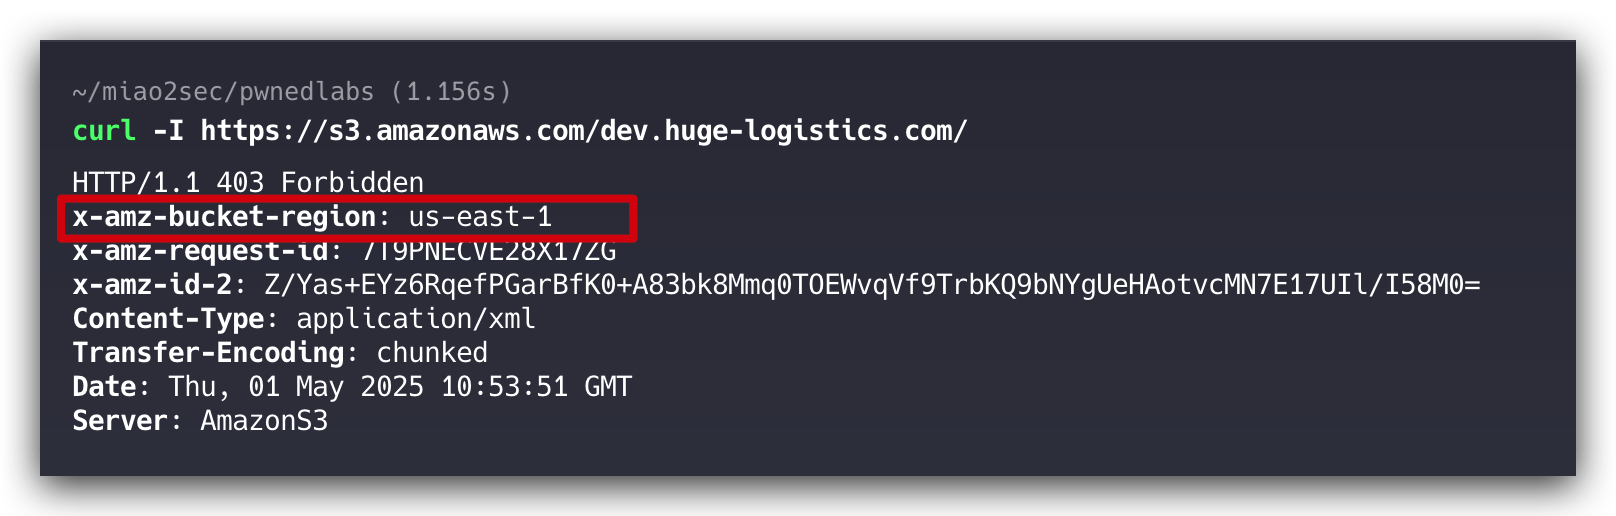 ~/miao2sec/pwnedlabs (1.156s)
curl -I https://s3.amazonaws.com/dev.huge-logistics.com/
HTTP/1.1 403 Forbidden
x-amz-bucket-region: us-east-1
x-amz-request-id: 7T9PNECVE28X17ZG
x-amz-id-2: Z/Yas+EYz6RqefPGarBfK0+A83bk8Mmq0TOEWvqVf9TrbKQ9bNYgUeHAotvcMN7E17UIl/I58M0=
Content-Type: application/xml
Transfer-Encoding: chunked
Date: Thu, 01 May 2025 10:53:51 GMT
Server: AmazonS3